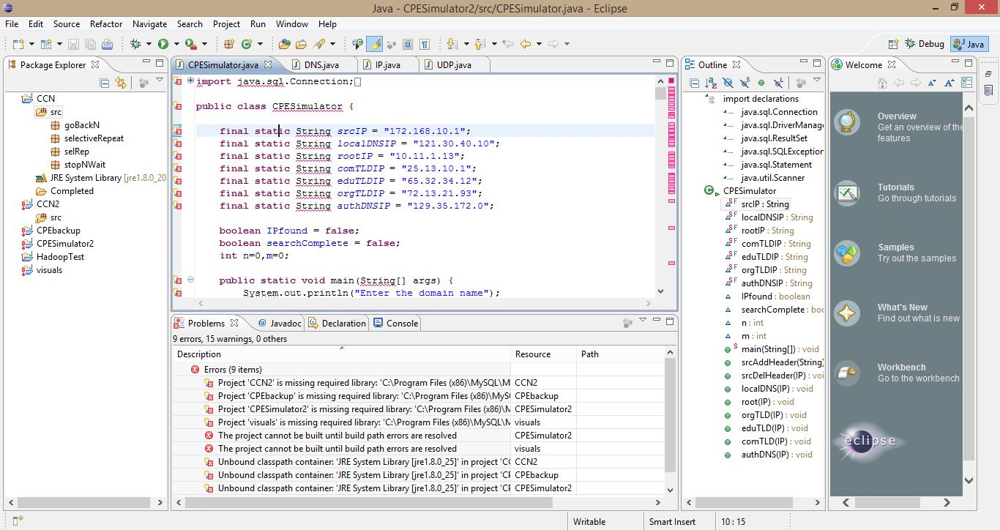 Java - CPESimulator2/src/CPESimulator.java - Eclipse
File Edit Source Refactor Navigate Search Project Run Window Help
Debug Java
Package Explorer
CCN
src
goBackN
selectiveRepeat
selRep
stopNWait
JRE System Library [jre1.8.0_20
Completed
CCN2
src
CPEbackup
CPESimulator2
HadoopTest
visuals
CPESimulator.java DNS.java IP.java UDP.java
import java.sql.Connection;
public class CPESimulator {
final static String srcIP = "172.168.10.1";
final static String localDNSIP = "121.30.40.10";
final static String rootIP = "10.11.1.13";
final static String comTLDIP = "25.13.10.1";
final static String eduTLDIP = "65.32.34.12";
final static String orgTLDIP = "72.13.21.93";
final static String authDNSIP = "129.35.172.0";
boolean IPfound = false;
boolean searchComplete = false;
int n=0,m=0;
public static void main(String[] args) {
System.out.println("Enter the domain name");
Problems Javadoc Declaration Console
9 errors, 15 warnings, 0 others
Description Resource Path
Errors (9 items)
Project 'CCN2' is missing required library: 'C:\Program Files (x86)\MySQL\M CCN2
Project 'CPEbackup' is missing required library: 'C:\Program Files (x86)\MyS CPEbackup
Project 'CPESimulator2' is missing required library: 'C:\Program Files (x86)\ CPESimulator2
Project 'visuals' is missing required library: 'C:\Program Files (x86)\MySQL\M visuals
The project cannot be built until build path errors are resolved CPESimulator2
The project cannot be built until build path errors are resolved visuals
Unbound classpath container: 'JRE System Library [jre1.8.0_25]' in project 'CC CCN2
Unbound classpath container: 'JRE System Library [jre1.8.0_25]' in project 'CF CPEbackup
Unbound classpath container: 'JRE System Library [jre1.8.0_25]' in project 'CF CPESimulator2
Outline
import declarations
java.sql.Connection
java.sql.DriverManag
java.sql.ResultSet
java.sql.SQLException
java.sql.Statement
java.util.Scanner
CPESimulator
srcIP : String
localDNSIP : String
rootIP : String
comTLDIP : String
eduTLDIP : String
orgTLDIP : String
authDNSIP : String
IPfound : boolean
searchComplete : boo
n : int
m : int
main(String[]) : void
srcAddHeader(String)
srcDelHeader(IP) : voi
localDNS(IP) : void
root(IP) : void
orgTLD(IP) : void
eduTLD(IP) : void
comTLD(IP) : void
authDNS(IP) : void
Welcome
Overview
Get an overview of the
features
Tutorials
Go through tutorials
Samples
Try out the samples
What's New
Find out what is new
Workbench
Go to the workbench
eclipse
Writable Smart Insert 10 : 15